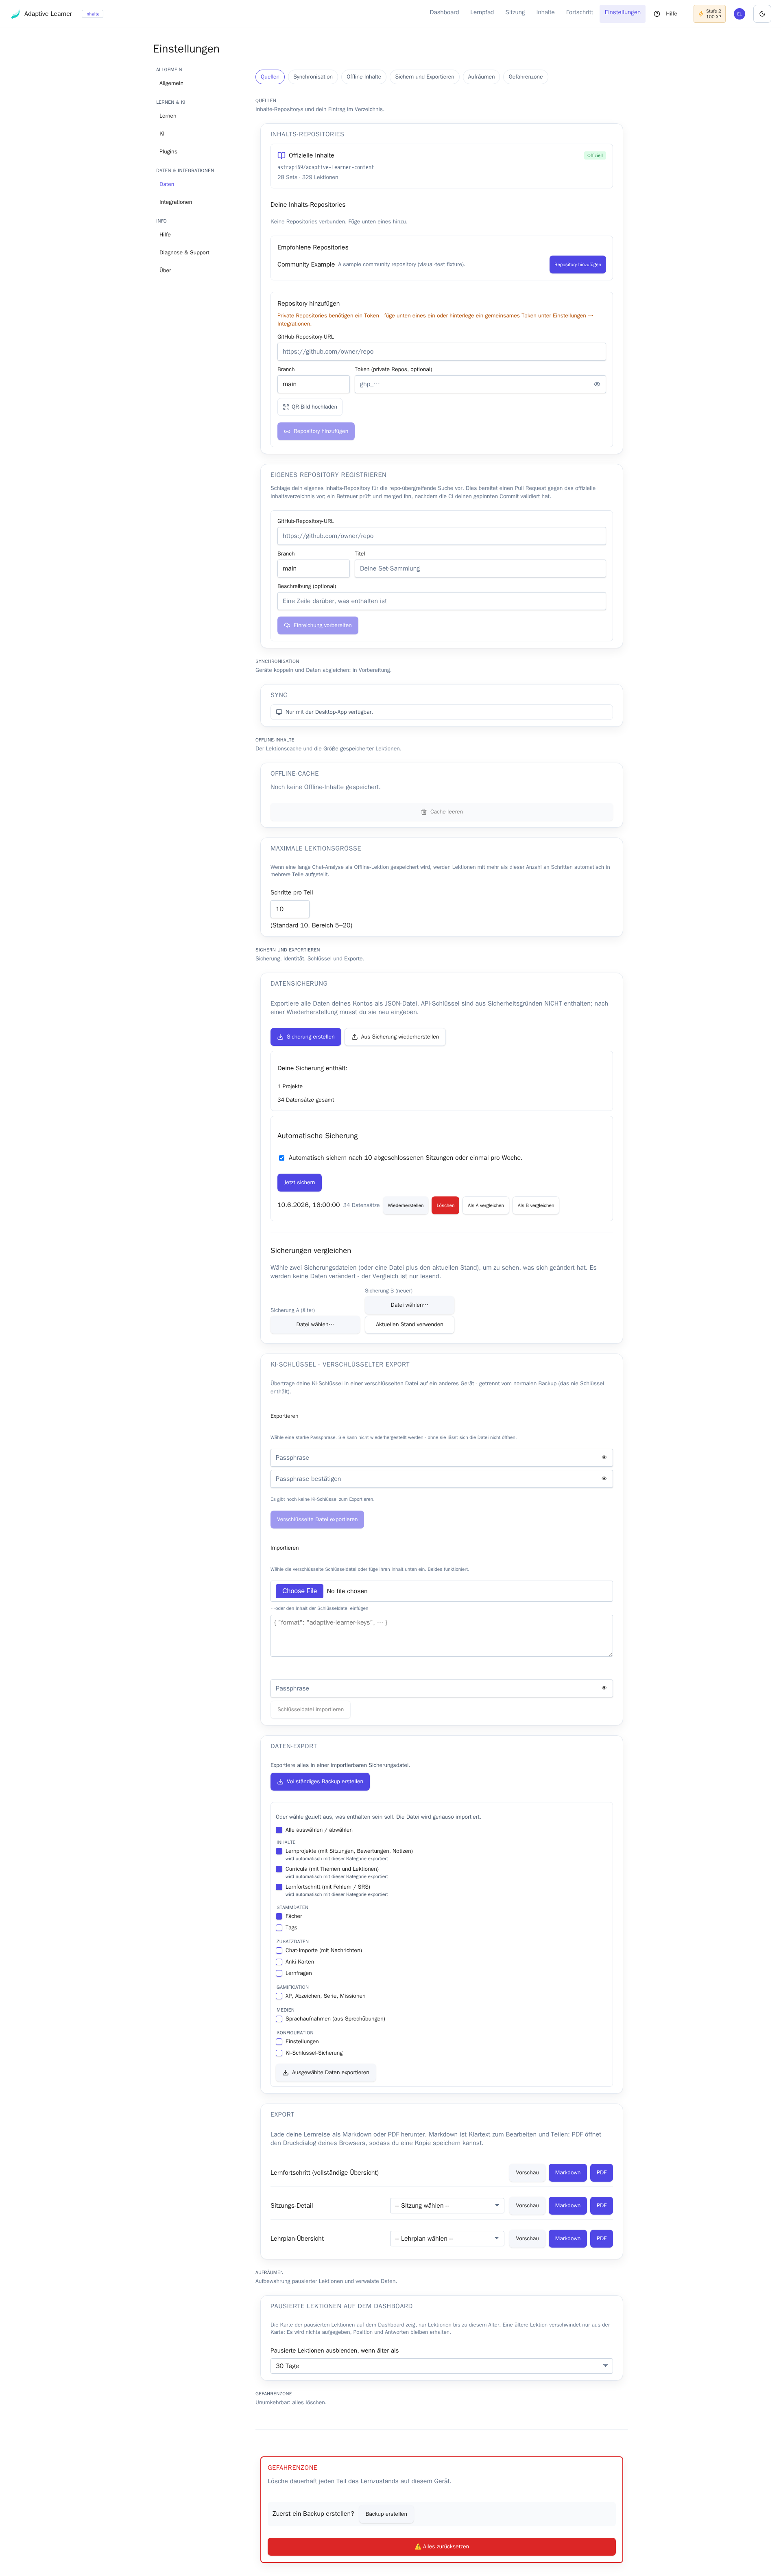 Adaptive Learner
Inhalte
Dashboard
Lernpfad
Sitzung
Inhalte
Fortschritt
Einstellungen
Hilfe
Stufe 2
100 XP
EL
Einstellungen
ALLGEMEIN
Allgemein
LERNEN & KI
Lernen
KI
Plugins
DATEN & INTEGRATIONEN
Daten
Integrationen
INFO
Hilfe
Diagnose & Support
Über
Quellen
Synchronisation
Offline-Inhalte
Sichern und Exportieren
Aufräumen
Gefahrenzone
QUELLEN
Inhalte-Repositorys und dein Eintrag im Verzeichnis.
INHALTS-REPOSITORIES
Offizielle Inhalte
Offiziell
astrapi69/adaptive-learner-content
28 Sets · 329 Lektionen
Deine Inhalts-Repositories
Keine Repositories verbunden. Füge unten eines hinzu.
Empfohlene Repositories
Community Example A sample community repository (visual-test fixture).
Repository hinzufügen
Repository hinzufügen
Private Repositories benötigen ein Token - füge unten eines ein oder hinterlege ein gemeinsames Token unter Einstellungen →
Integrationen.
GitHub-Repository-URL
https://github.com/owner/repo
Branch
Token (private Repos, optional)
main
ghp_…
QR-Bild hochladen
Repository hinzufügen
EIGENES REPOSITORY REGISTRIEREN
Schlage dein eigenes Inhalts-Repository für die repo-übergreifende Suche vor. Dies bereitet einen Pull Request gegen das offizielle
Inhaltsverzeichnis vor; ein Betreuer prüft und merged ihn, nachdem die CI deinen gepinnten Commit validiert hat.
GitHub-Repository-URL
https://github.com/owner/repo
Branch
Titel
main
Deine Set-Sammlung
Beschreibung (optional)
Eine Zeile darüber, was enthalten ist
Einreichung vorbereiten
SYNCHRONISATION
Geräte koppeln und Daten abgleichen: in Vorbereitung.
SYNC
Nur mit der Desktop-App verfügbar.
OFFLINE-INHALTE
Der Lektionscache und die Größe gespeicherter Lektionen.
OFFLINE-CACHE
Noch keine Offline-Inhalte gespeichert.
Cache leeren
MAXIMALE LEKTIONSGRÖSSE
Wenn eine lange Chat-Analyse als Offline-Lektion gespeichert wird, werden Lektionen mit mehr als dieser Anzahl an Schritten automatisch in
mehrere Teile aufgeteilt.
Schritte pro Teil
10
(Standard 10, Bereich 5–20)
SICHERN UND EXPORTIEREN
Sicherung, Identität, Schlüssel und Exporte.
DATENSICHERUNG
Exportiere alle Daten deines Kontos als JSON-Datei. API-Schlüssel sind aus Sicherheitsgründen NICHT enthalten; nach
einer Wiederherstellung musst du sie neu eingeben.
Sicherung erstellen
Aus Sicherung wiederherstellen
Deine Sicherung enthält:
1 Projekte
34 Datensätze gesamt
Automatische Sicherung
Automatisch sichern nach 10 abgeschlossenen Sitzungen oder einmal pro Woche.
Jetzt sichern
10.6.2026, 16:00:00 34 Datensätze
Wiederherstellen
Löschen
Als A vergleichen
Als B vergleichen
Sicherungen vergleichen
Wähle zwei Sicherungsdateien (oder eine Datei plus den aktuellen Stand), um zu sehen, was sich geändert hat. Es
werden keine Daten verändert - der Vergleich ist nur lesend.
Sicherung B (neuer)
Datei wählen…
Sicherung A (älter)
Datei wählen…
Aktuellen Stand verwenden
KI-SCHLÜSSEL - VERSCHLÜSSELTER EXPORT
Übertrage deine KI-Schlüssel in einer verschlüsselten Datei auf ein anderes Gerät - getrennt vom normalen Backup (das nie Schlüssel
enthält).
Exportieren
Wähle eine starke Passphrase. Sie kann nicht wiederhergestellt werden - ohne sie lässt sich die Datei nicht öffnen.
Passphrase
Passphrase bestätigen
Es gibt noch keine KI-Schlüssel zum Exportieren.
Verschlüsselte Datei exportieren
Importieren
Wähle die verschlüsselte Schlüsseldatei oder füge ihren Inhalt unten ein. Beides funktioniert.
Choose File No file chosen
…oder den Inhalt der Schlüsseldatei einfügen
{ "format": "adaptive-learner-keys", … }
Passphrase
Schlüsseldatei importieren
DATEN-EXPORT
Exportiere alles in einer importierbaren Sicherungsdatei.
Vollständiges Backup erstellen
Oder wähle gezielt aus, was enthalten sein soll. Die Datei wird genauso importiert.
Alle auswählen / abwählen
INHALTE
Lernprojekte (mit Sitzungen, Bewertungen, Notizen)
wird automatisch mit dieser Kategorie exportiert
Curricula (mit Themen und Lektionen)
wird automatisch mit dieser Kategorie exportiert
Lernfortschritt (mit Fehlern / SRS)
wird automatisch mit dieser Kategorie exportiert
STAMMDATEN
Fächer
Tags
ZUSATZDATEN
Chat-Importe (mit Nachrichten)
Anki-Karten
Lernfragen
GAMIFICATION
XP, Abzeichen, Serie, Missionen
MEDIEN
Sprachaufnahmen (aus Sprechübungen)
KONFIGURATION
Einstellungen
KI-Schlüssel-Sicherung
Ausgewählte Daten exportieren
EXPORT
Lade deine Lernreise als Markdown oder PDF herunter. Markdown ist Klartext zum Bearbeiten und Teilen; PDF öffnet
den Druckdialog deines Browsers, sodass du eine Kopie speichern kannst.
Lernfortschritt (vollständige Übersicht)
Vorschau
Markdown
PDF
Sitzungs-Detail
-- Sitzung wählen --
Vorschau
Markdown
PDF
Lehrplan-Übersicht
-- Lehrplan wählen --
Vorschau
Markdown
PDF
AUFRÄUMEN
Aufbewahrung pausierter Lektionen und verwaiste Daten.
PAUSIERTE LEKTIONEN AUF DEM DASHBOARD
Die Karte der pausierten Lektionen auf dem Dashboard zeigt nur Lektionen bis zu diesem Alter. Eine ältere Lektion verschwindet nur aus der
Karte: Es wird nichts aufgegeben, Position und Antworten bleiben erhalten.
Pausierte Lektionen ausblenden, wenn älter als
30 Tage
GEFAHRENZONE
Unumkehrbar: alles löschen.
GEFAHRENZONE
Lösche dauerhaft jeden Teil des Lernzustands auf diesem Gerät.
Zuerst ein Backup erstellen?
Backup erstellen
Alles zurücksetzen